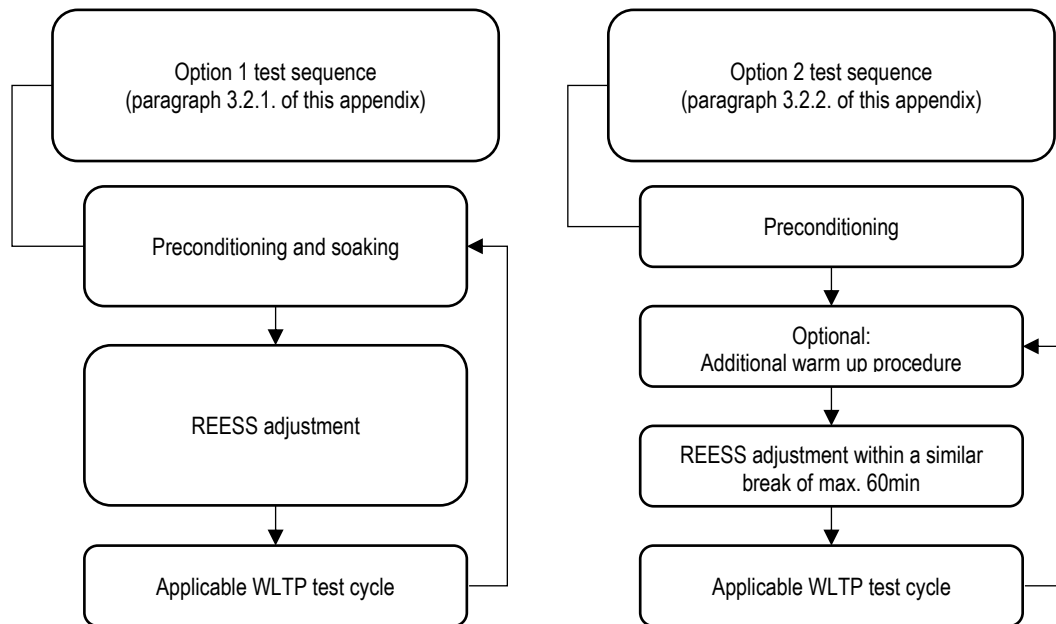 Option 1 test sequence
(paragraph 3.2.1. of this appendix)
Preconditioning and soaking
REESS adjustment
Applicable WLTP test cycle
Option 2 test sequence
(paragraph 3.2.2. of this appendix)
Preconditioning
Optional:
Additional warm up procedure
REESS adjustment within a similar
break of max. 60min
Applicable WLTP test cycle